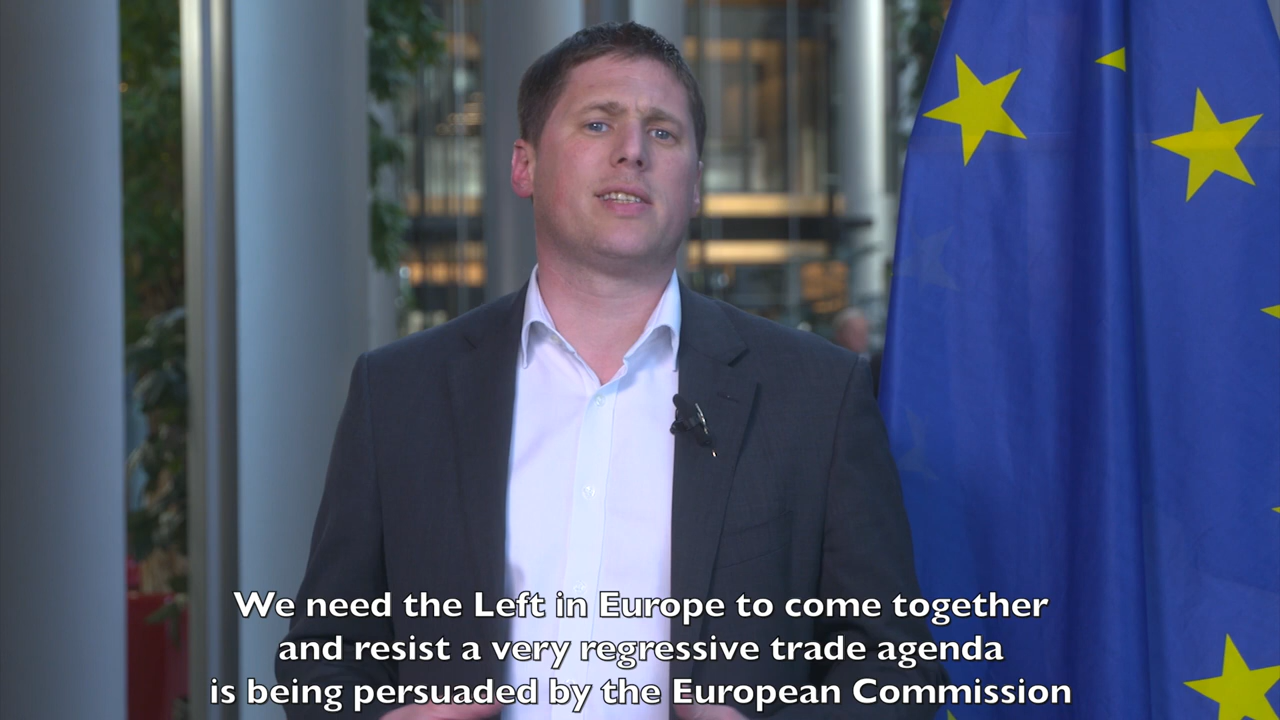 We need the Left in Europe to come together
and resist a very regressive trade agenda
is being persuaded by the European Commission